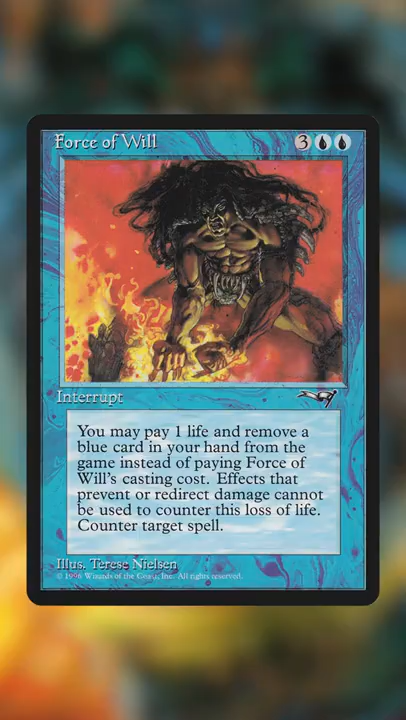 Force of Will 3
Interrupt
You may pay 1 life and remove a
blue card in your hand from the
game instead of paying Force of
Will's casting cost. Effects that
prevent or redirect damage cannot
be used to counter this loss of life.
Counter target spell.
Illus. Terese Nielsen
© 1996 Wizards of the Coast, Inc. All rights reserved.